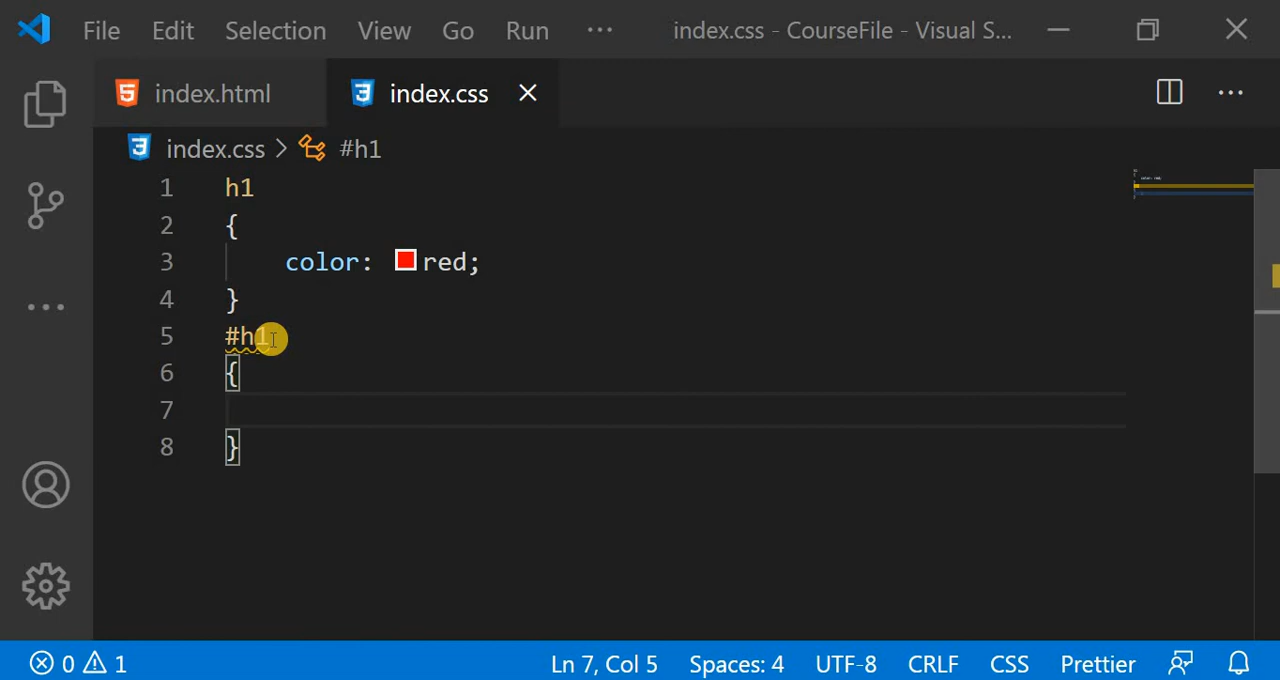 File Edit Selection View Go Run ··· index.css - CourseFile - Visual S...
index.html index.css
index.css > #h1
1 h1
2 {
3 color: red;
4 }
5 #h1
6 {
7
8 }
0 1 Ln 7, Col 5 Spaces: 4 UTF-8 CRLF CSS Prettier